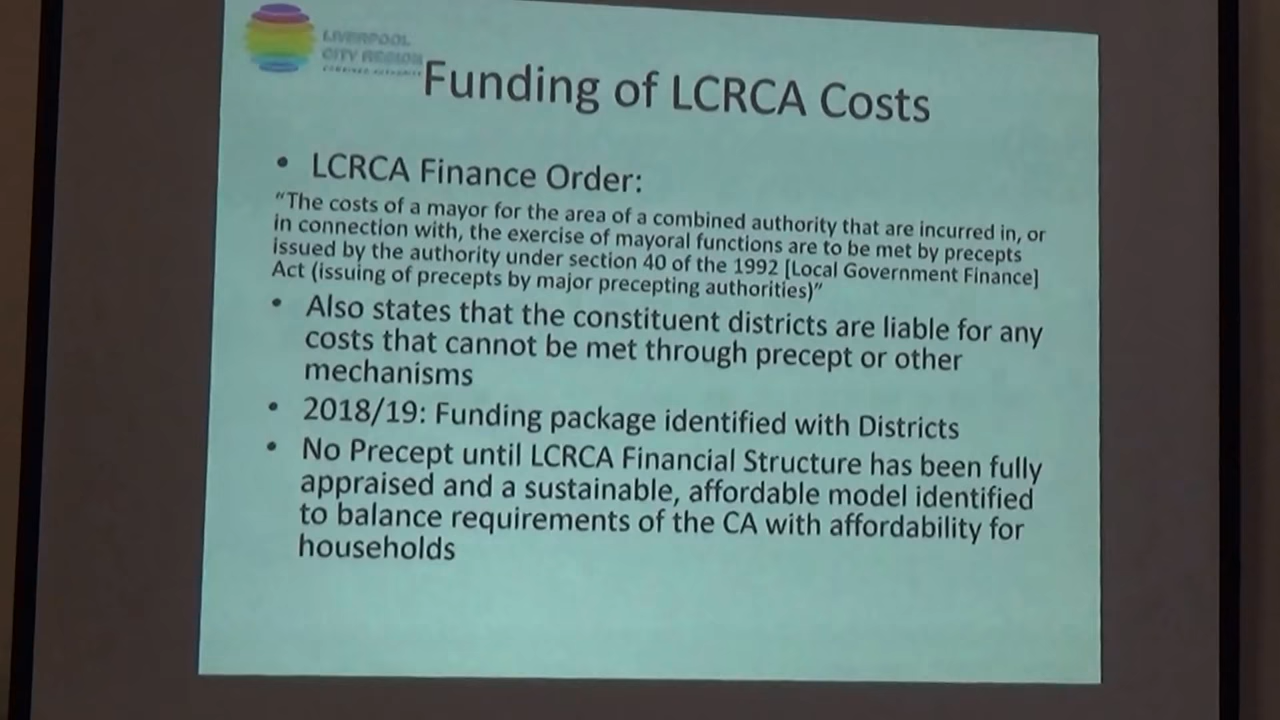 LIVERPOOL
CITY REGION
COMBINED AUTHORITY
Funding of LCRCA Costs
• LCRCA Finance Order:
“The costs of a mayor for the area of a combined authority that are incurred in, or
in connection with, the exercise of mayoral functions are to be met by precepts
issued by the authority under section 40 of the 1992 [Local Government Finance]
Act (issuing of precepts by major precepting authorities)”
• Also states that the constituent districts are liable for any
costs that cannot be met through precept or other
mechanisms
• 2018/19: Funding package identified with Districts
• No Precept until LCRCA Financial Structure has been fully
appraised and a sustainable, affordable model identified
to balance requirements of the CA with affordability for
households